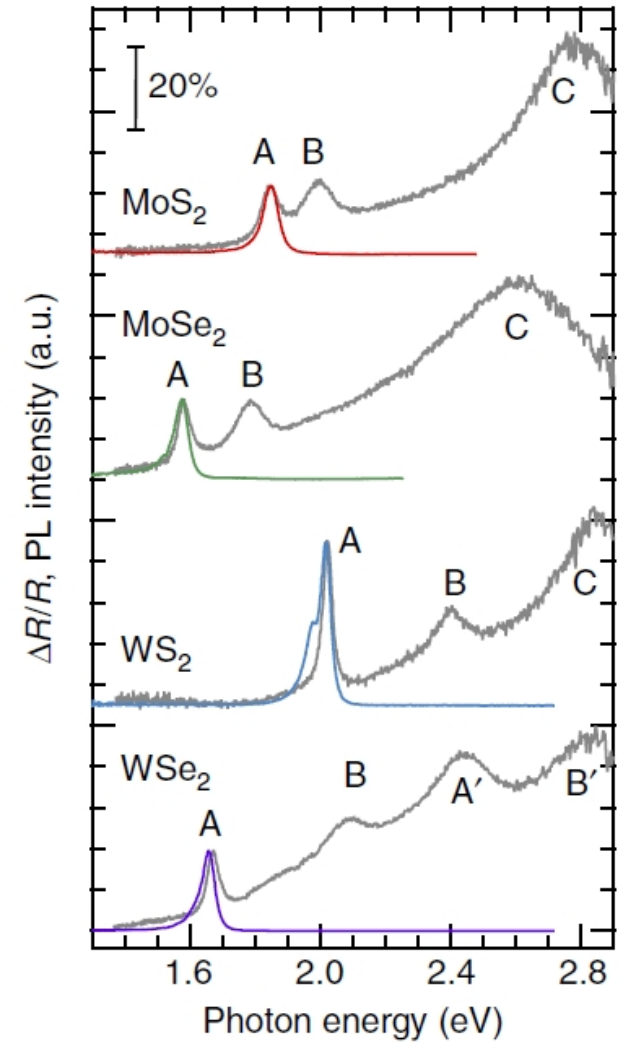 20%
C
A B
MoS₂
MoSe₂
C
A B
A
B
C
WS₂
WSe₂
B
A′
B′
A
1.6 2.0 2.4 2.8
Photon energy (eV)
ΔR/R, PL intensity (a.u.)